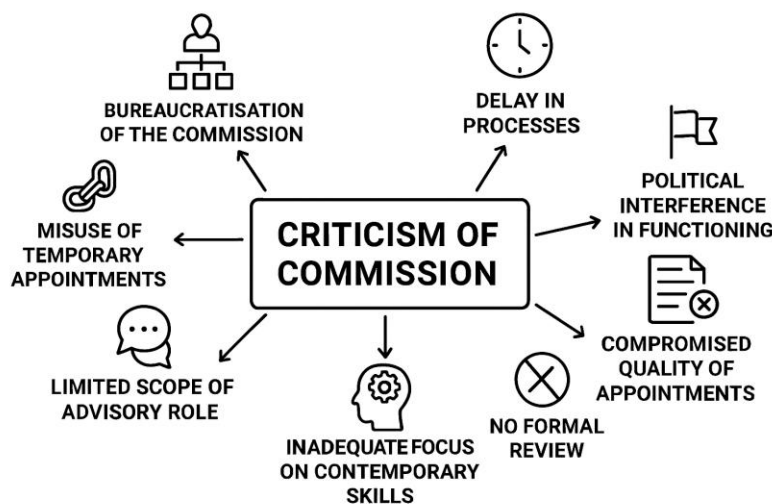 BUREAUCRATISATION
OF THE COMMISSION
DELAY IN
PROCESSES
POLITICAL
INTERFERENCE
IN FUNCTIONING
MISUSE OF
TEMPORARY
APPOINTMENTS
CRITICISM OF
COMMISSION
COMPROMISED
QUALITY OF
APPOINTMENTS
LIMITED SCOPE OF
ADVISORY ROLE
NO FORMAL
REVIEW
INADEQUATE FOCUS
ON CONTEMPORARY
SKILLS